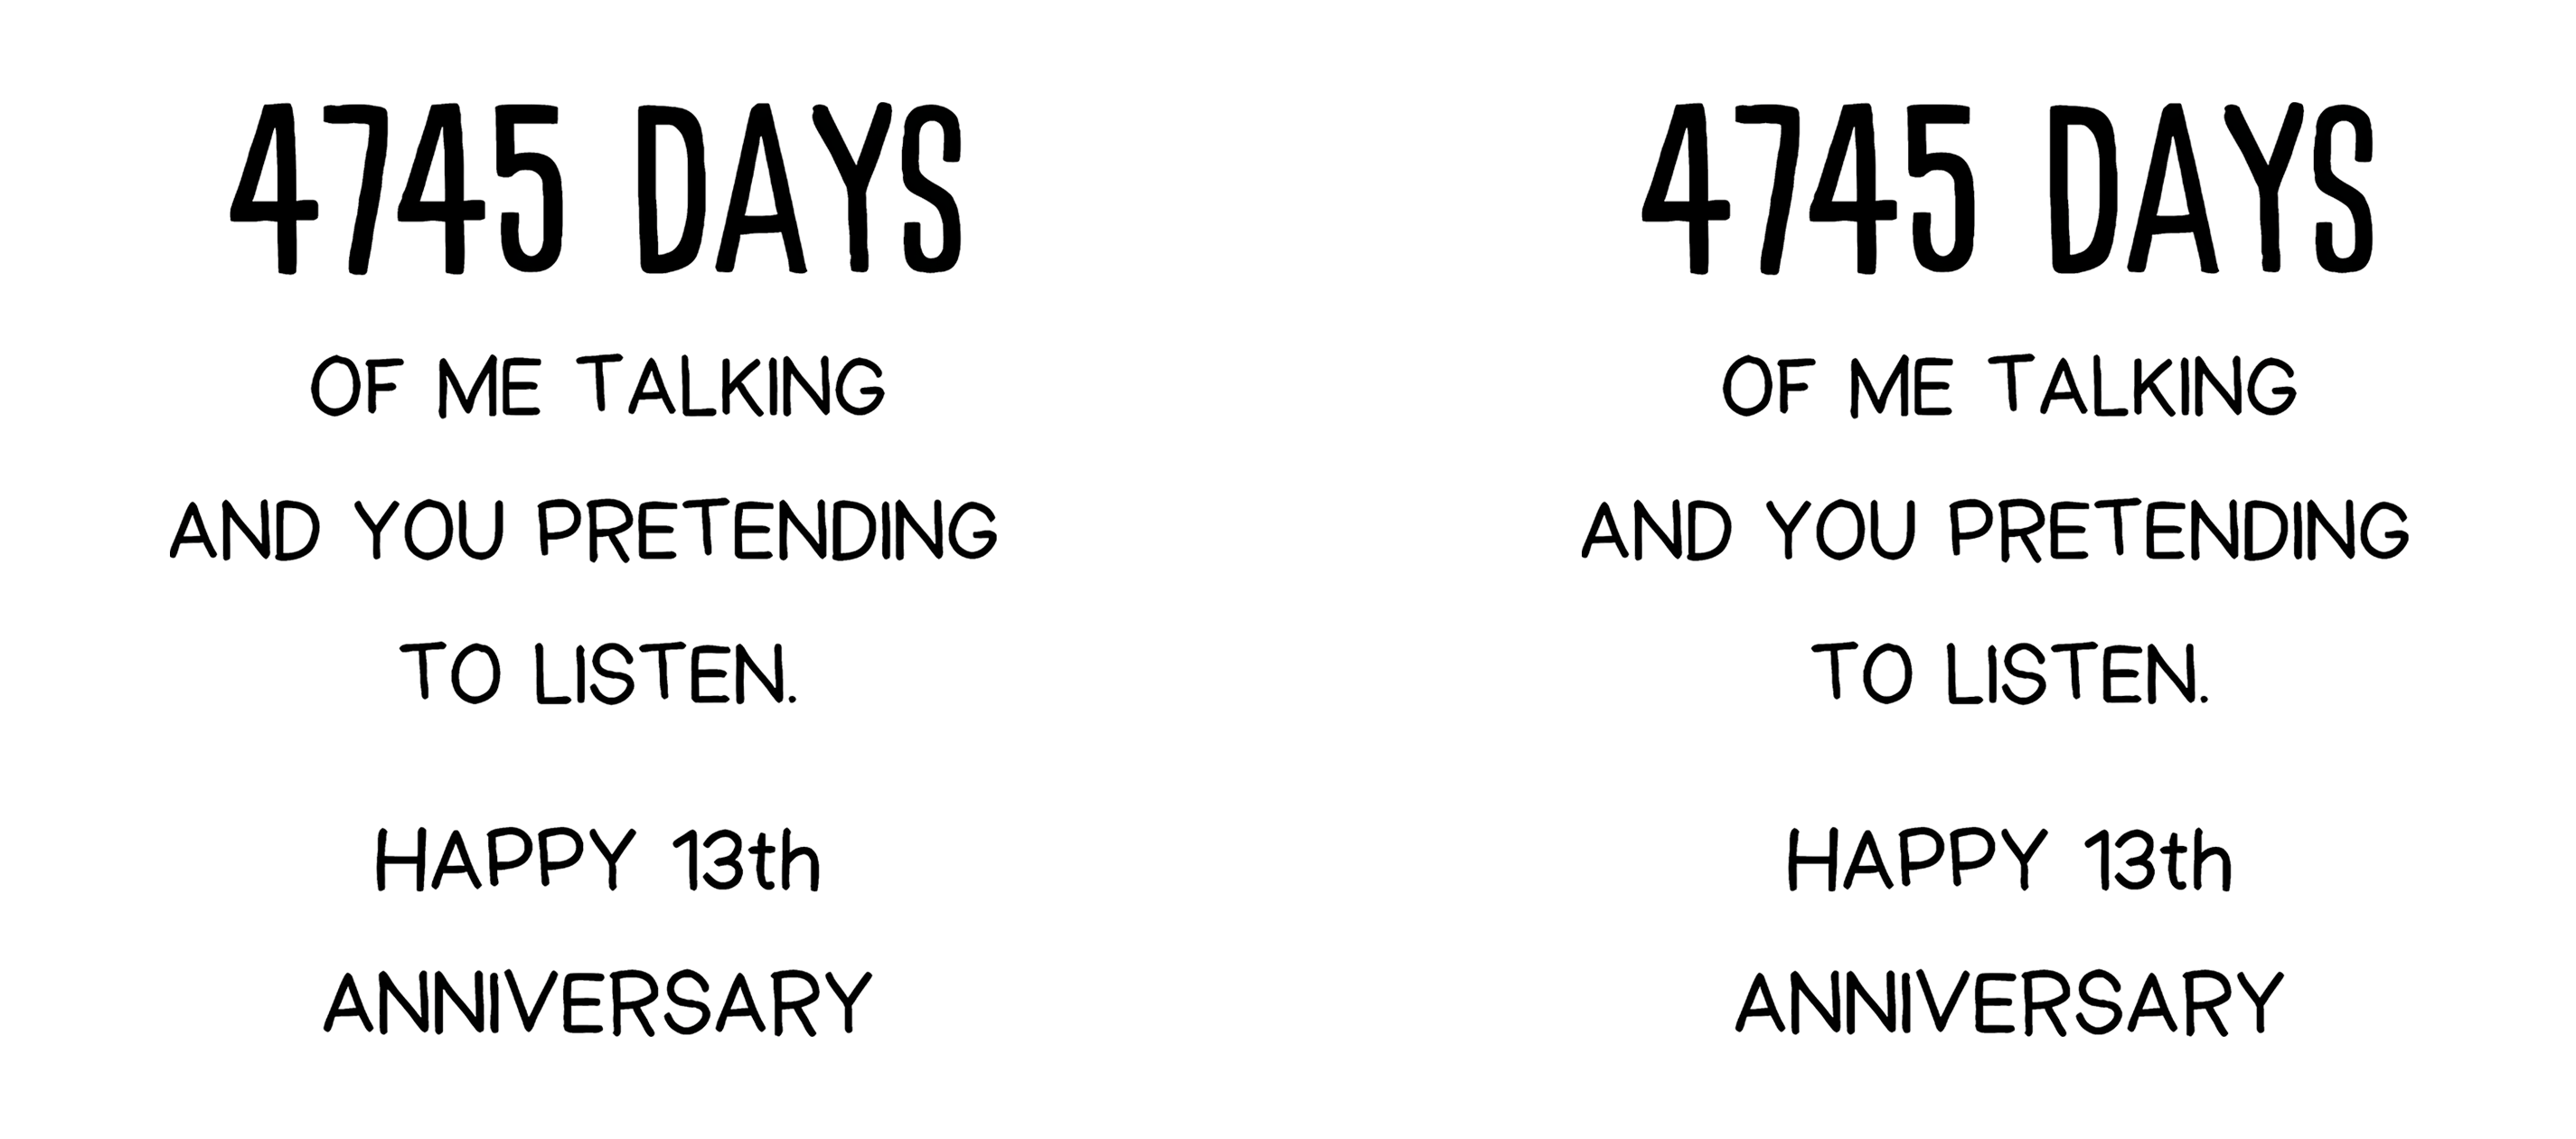 4745 DAYS
OF ME TALKING
AND YOU PRETENDING
TO LISTEN.
HAPPY 13th
ANNIVERSARY
4745 DAYS
OF ME TALKING
AND YOU PRETENDING
TO LISTEN.
HAPPY 13th
ANNIVERSARY